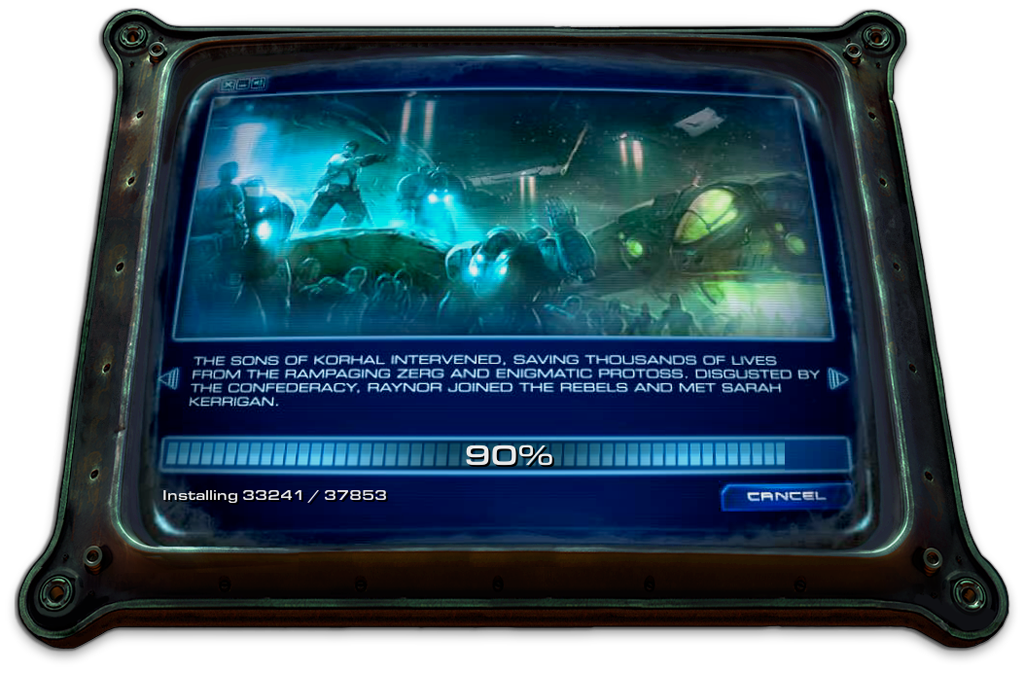 THE SONS OF KORHAL INTERVENED, SAVING THOUSANDS OF LIVES
FROM THE RAMPAGING ZERG AND ENIGMATIC PROTOSS. DISGUSTED BY
THE CONFEDERACY, RAYNOR JOINED THE REBELS AND MET SARAH
KERRIGAN.
90%
Installing 33241 / 37853
CANCEL